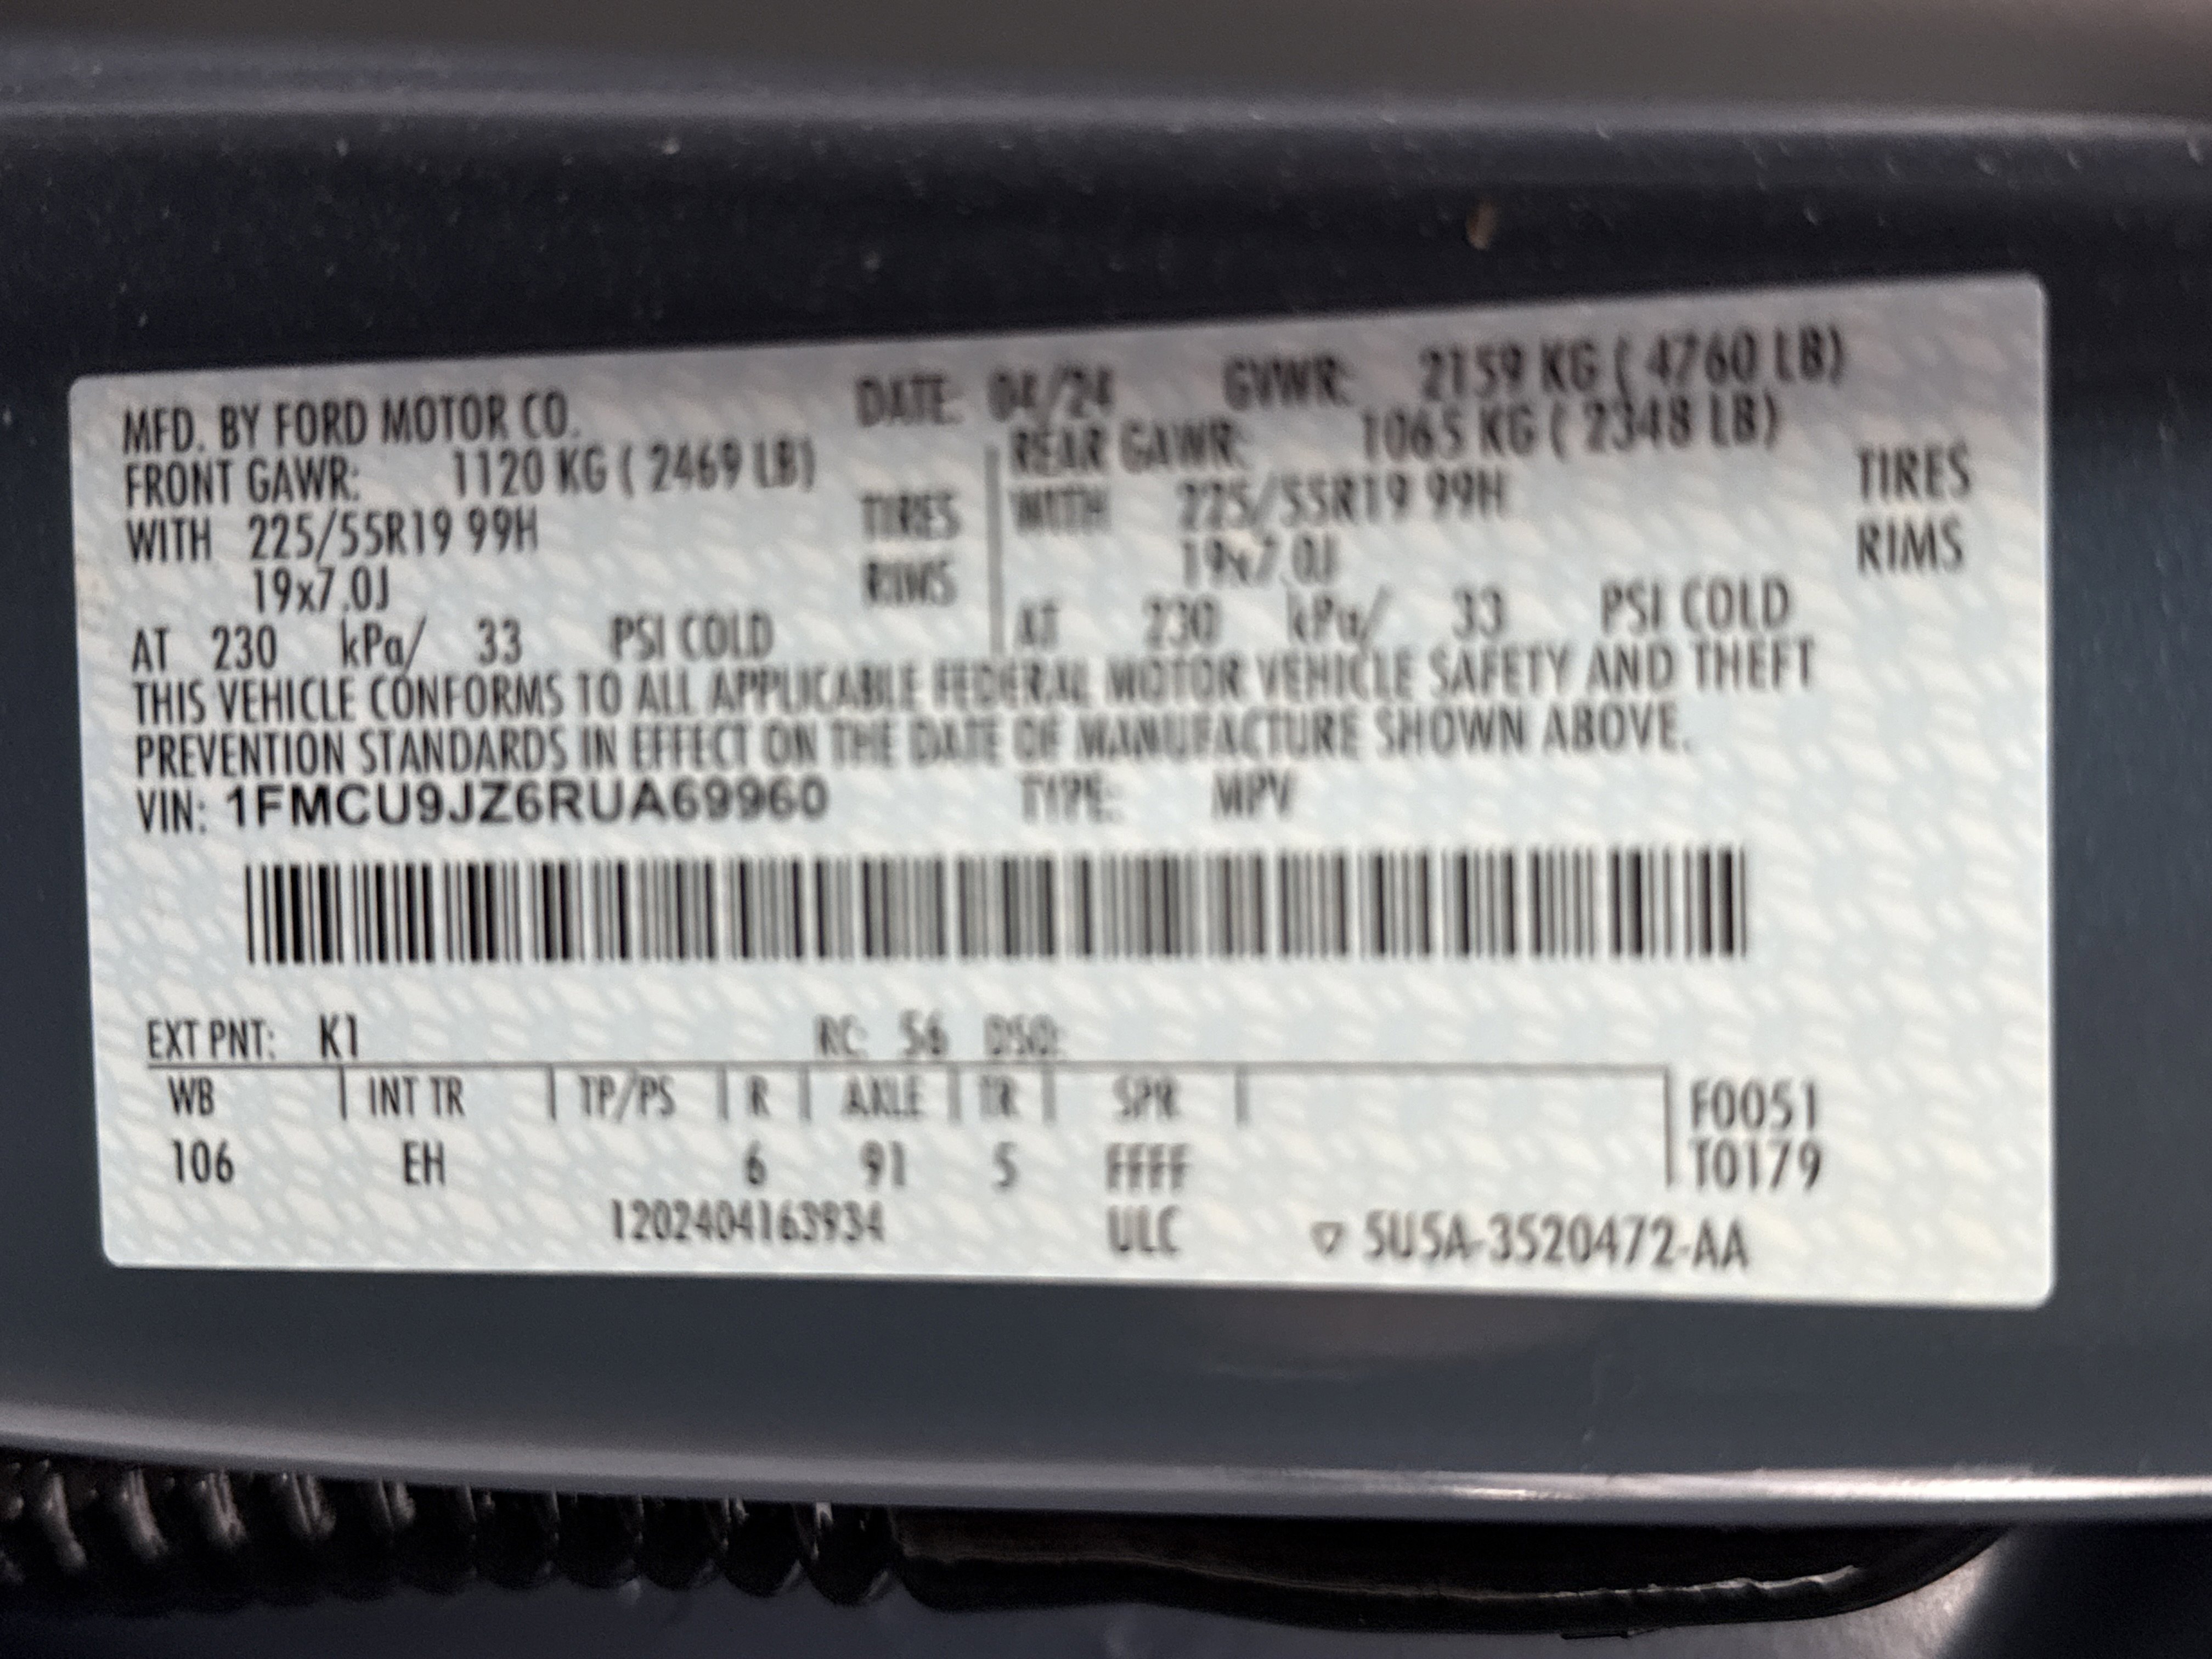 MFD. BY FORD MOTOR CO. DATE: 04/24 GVWR: 2159 KG ( 4760 LB)
FRONT GAWR: 1120 KG ( 2469 LB) REAR GAWR: 1065 KG ( 2348 LB)
WITH 225/55R19 99H TIRES WITH 225/55R19 99H TIRES
19x7.0J RIMS 19x7.0J RIMS
AT 230 kPa/ 33 PSI COLD AT 230 kPa/ 33 PSI COLD
THIS VEHICLE CONFORMS TO ALL APPLICABLE FEDERAL MOTOR VEHICLE SAFETY AND THEFT
PREVENTION STANDARDS IN EFFECT ON THE DATE OF MANUFACTURE SHOWN ABOVE.
VIN: 1FMCU9JZ6RUA69960 TYPE: MPV
EXT PNT: K1 RC: 56 DSO:
WB INT TR TP/PS R AXLE TR SPR F0051
106 EH 6 91 5 FFFF T0179
1202404163934 ULC ▽ 5U5A-3520472-AA